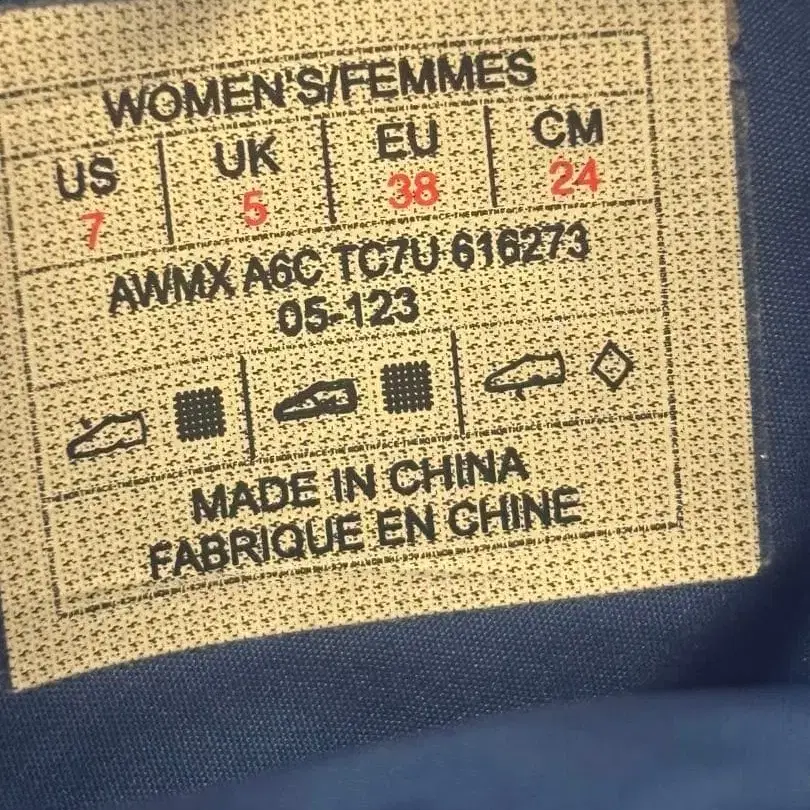 WOMEN'S/FEMMES
US UK EU CM
7 5 38 24
AWMX A6C TC7U 616273
05-123
MADE IN CHINA
FABRIQUE EN CHINE